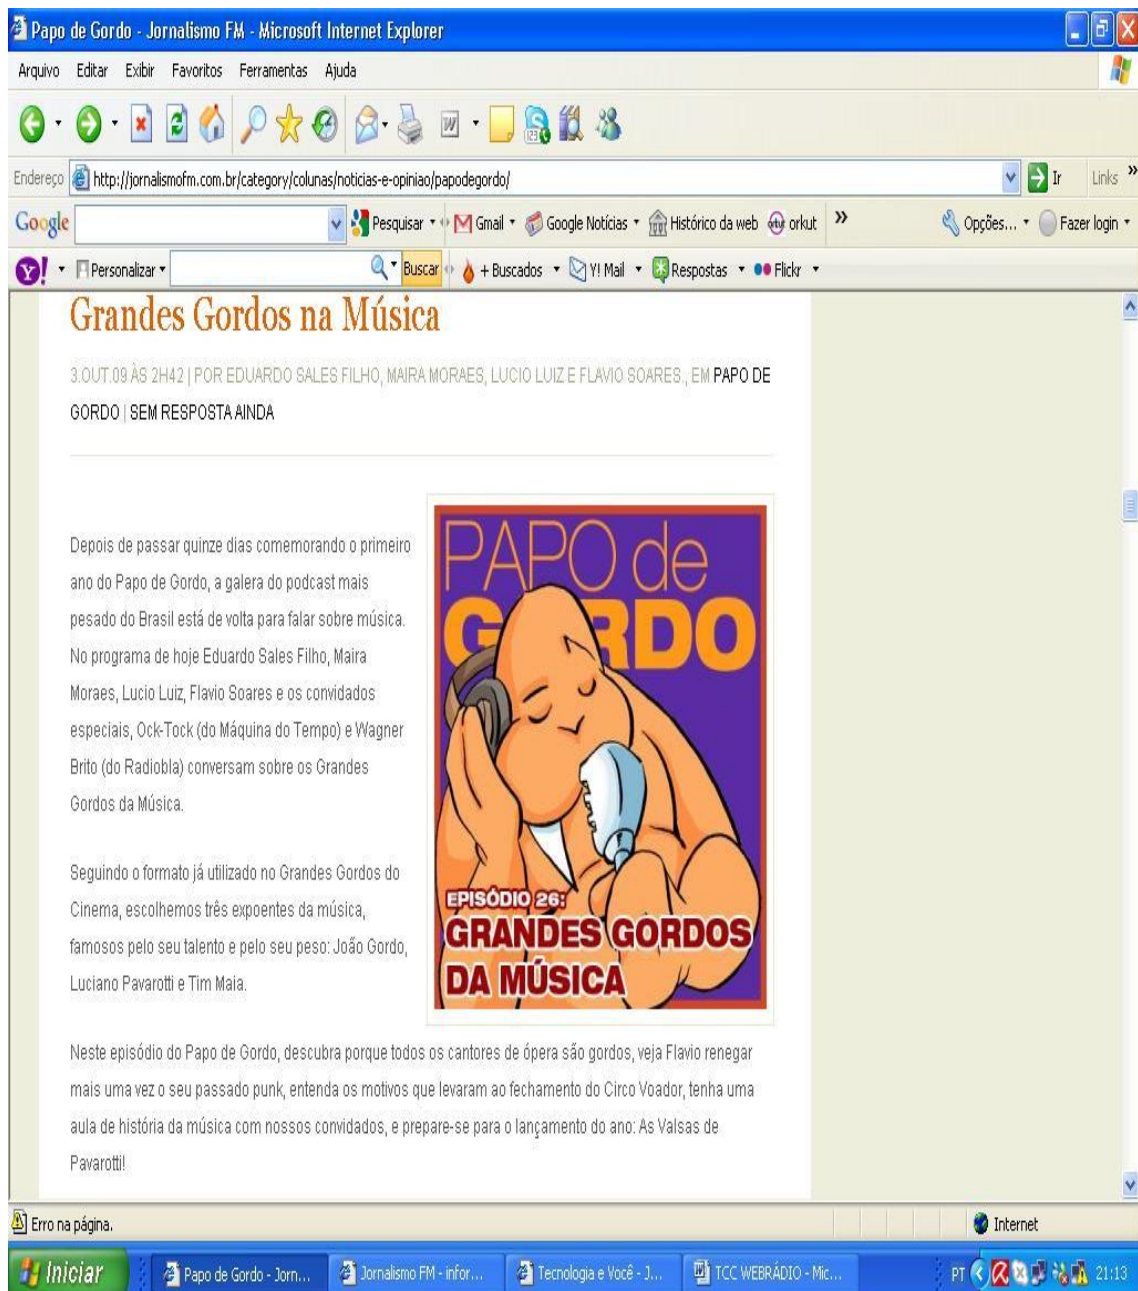 Papo de Gordo - Jornalismo FM - Microsoft Internet Explorer
Arquivo Editar Exibir Favoritos Ferramentas Ajuda
Endereço http://jornalismofm.com.br/category/colunas/noticias-e-opiniao/papodegordo/ Ir Links »
Google Pesquisar Gmail Google Notícias Histórico da web orkut » Opções... Fazer login
Y! Personalizar Buscar + Buscados Y! Mail Respostas Flickr
Grandes Gordos na Música
3.OUT.09 ÀS 2H42 | POR EDUARDO SALES FILHO, MAIRA MORAES, LUCIO LUIZ E FLAVIO SOARES., EM PAPO DE
GORDO | SEM RESPOSTA AINDA
Depois de passar quinze dias comemorando o primeiro
ano do Papo de Gordo, a galera do podcast mais
pesado do Brasil está de volta para falar sobre música.
No programa de hoje Eduardo Sales Filho, Maira
Moraes, Lucio Luiz, Flavio Soares e os convidados
especiais, Ock-Tock (do Máquina do Tempo) e Wagner
Brito (do Radiobla) conversam sobre os Grandes
Gordos da Música.
Seguindo o formato já utilizado no Grandes Gordos do
Cinema, escolhemos três expoentes da música,
famosos pelo seu talento e pelo seu peso: João Gordo,
Luciano Pavarotti e Tim Maia.
PAPO de
GORDO
EPISÓDIO 26:
GRANDES GORDOS
DA MÚSICA
Neste episódio do Papo de Gordo, descubra porque todos os cantores de ópera são gordos, veja Flavio renegar
mais uma vez o seu passado punk, entenda os motivos que levaram ao fechamento do Circo Voador, tenha uma
aula de história da música com nossos convidados, e prepare-se para o lançamento do ano: As Valsas de
Pavarotti!
Erro na página. Internet
Iniciar Papo de Gordo - Jorn... Jornalismo FM - infor... Tecnologia e Você - J... TCC WEBRÁDIO - Mic... PT 21:13